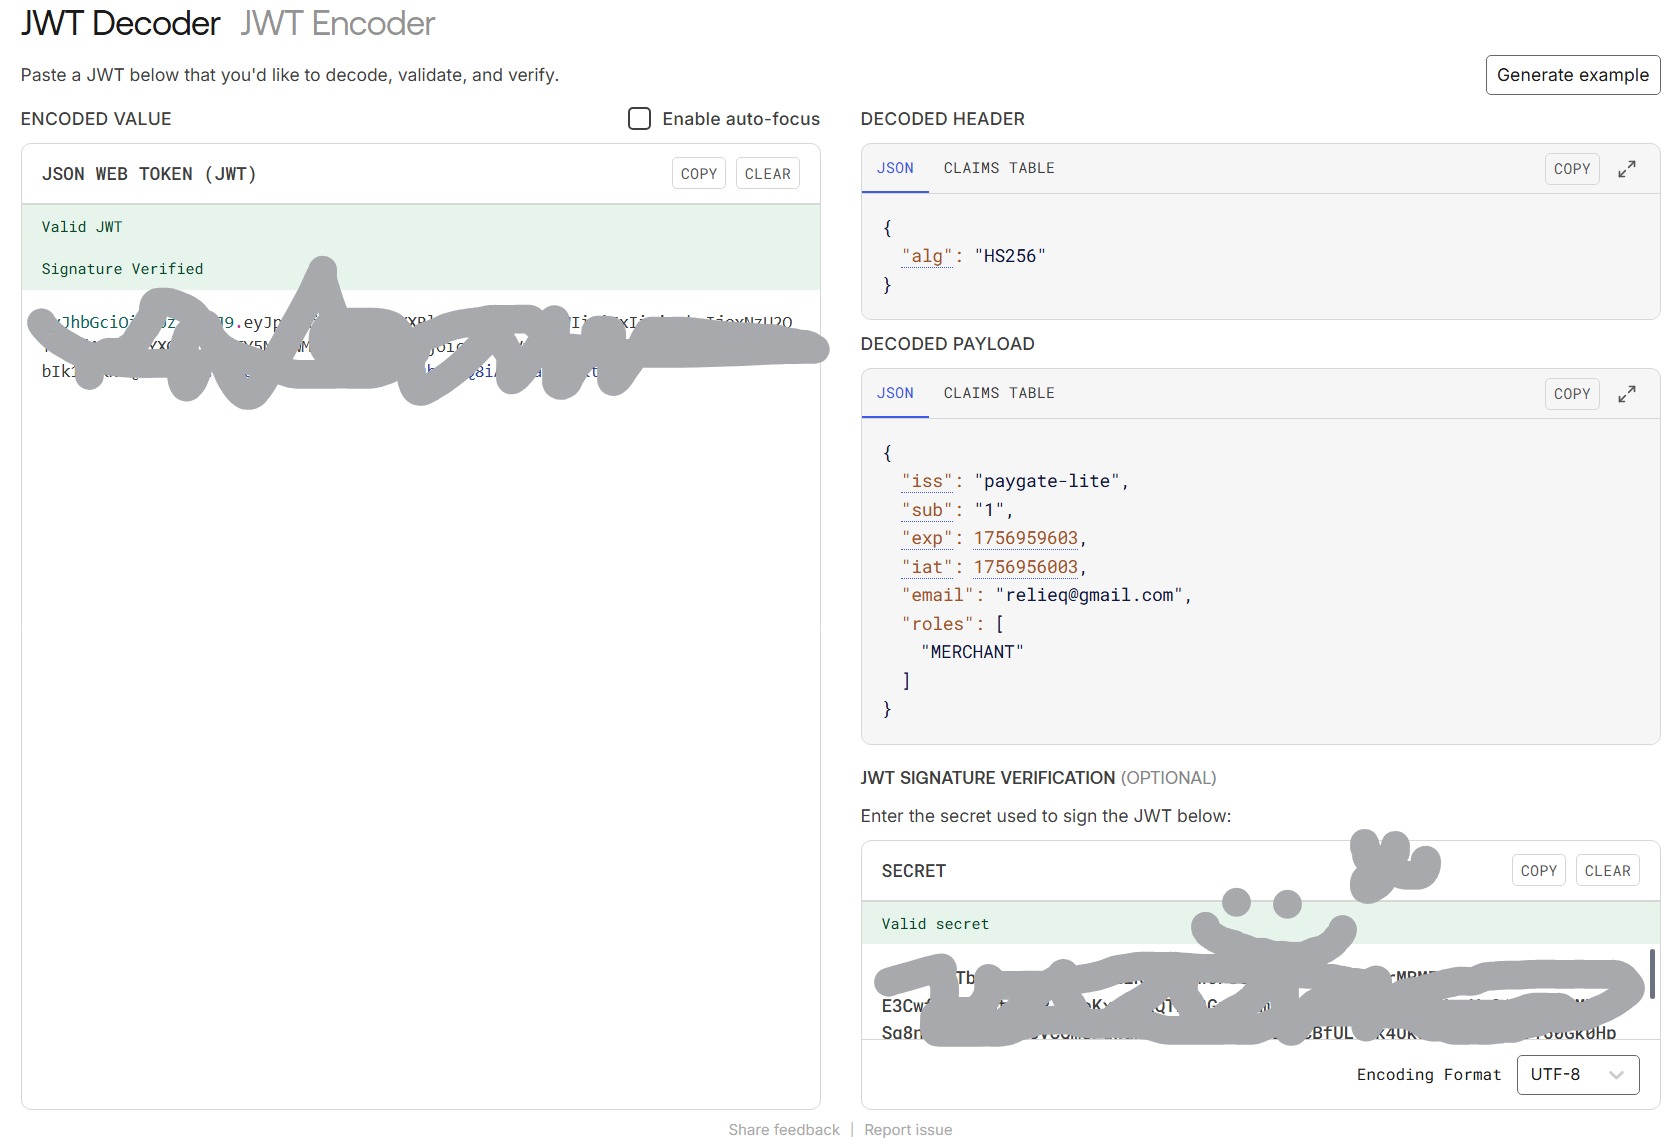 JWT Decoder JWT Encoder
Paste a JWT below that you'd like to decode, validate, and verify.
Generate example
ENCODED VALUE
Enable auto-focus
JSON WEB TOKEN (JWT)
COPY CLEAR
Valid JWT
Signature Verified
DECODED HEADER
JSON CLAIMS TABLE
COPY
{
"alg": "HS256"
}
DECODED PAYLOAD
JSON CLAIMS TABLE
COPY
{
"iss": "paygate-lite",
"sub": "1",
"exp": 1756959603,
"iat": 1756956003,
"email": "relieq@gmail.com",
"roles": [
"MERCHANT"
]
}
JWT SIGNATURE VERIFICATION (OPTIONAL)
Enter the secret used to sign the JWT below:
SECRET
COPY CLEAR
Valid secret
Encoding Format UTF-8
Share feedback | Report issue